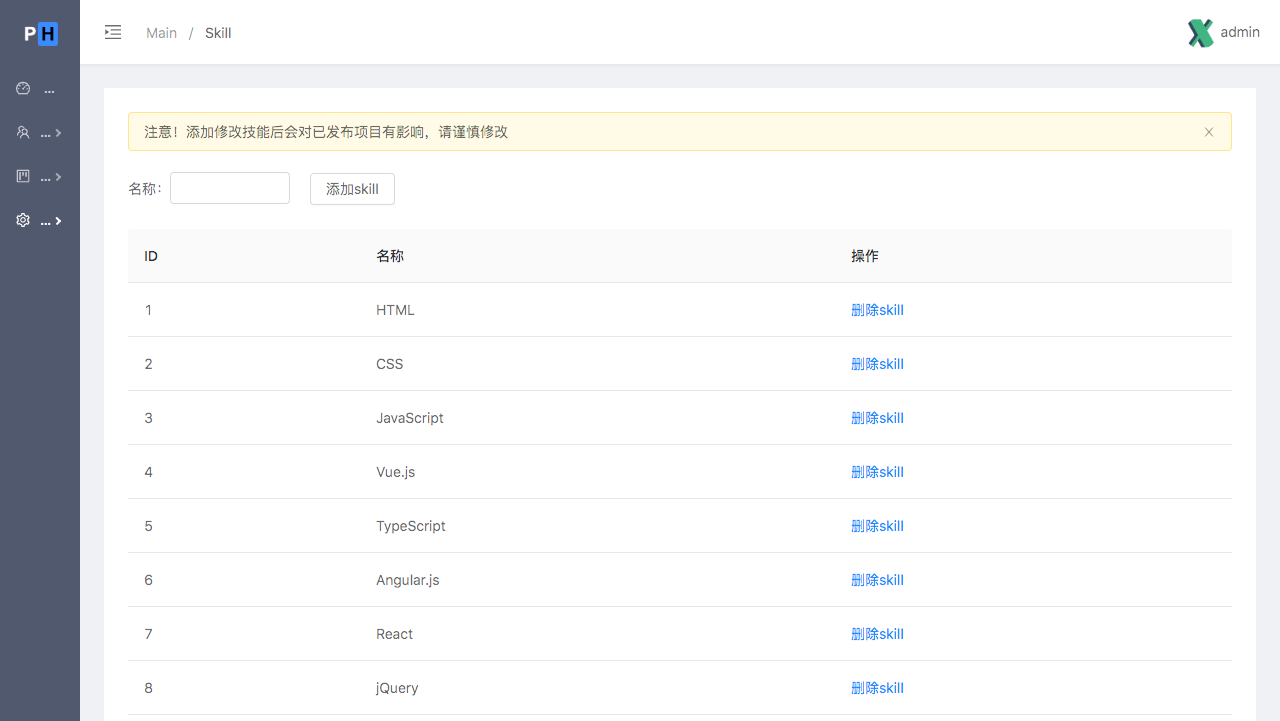 PH
Main / Skill
admin
...
...
...
...
注意！添加修改技能后会对已发布项目有影响，请谨慎修改
名称：
添加skill
ID 名称 操作
1 HTML 删除skill
2 CSS 删除skill
3 JavaScript 删除skill
4 Vue.js 删除skill
5 TypeScript 删除skill
6 Angular.js 删除skill
7 React 删除skill
8 jQuery 删除skill